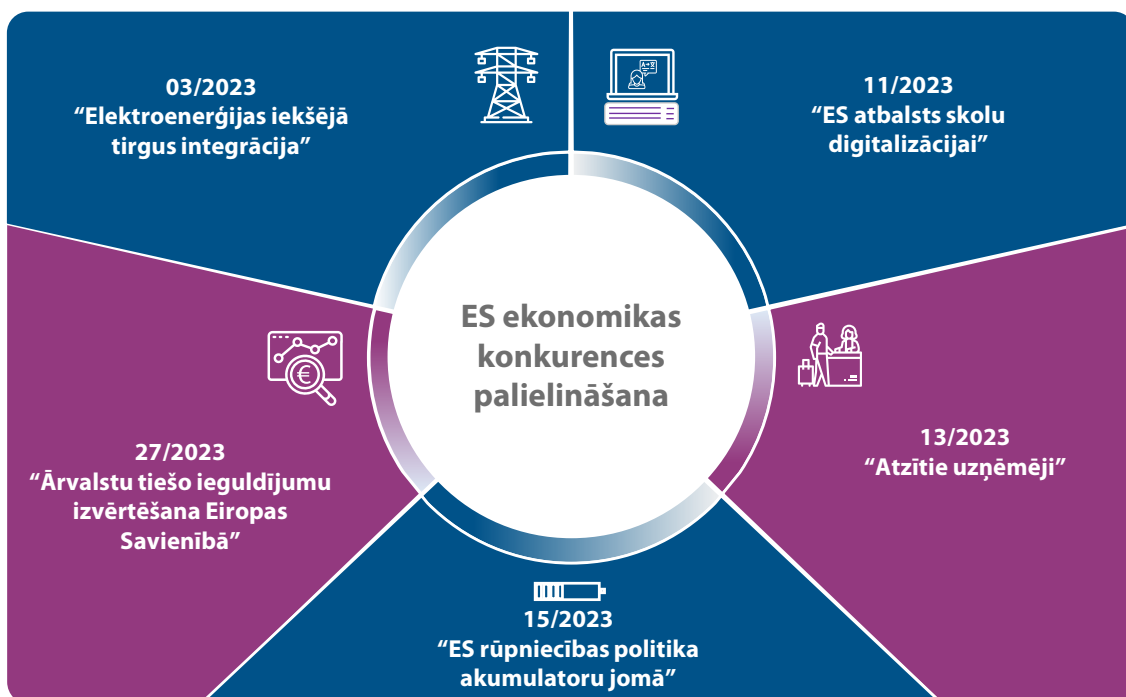 03/2023
“Elektroenerģijas iekšējā
tirgus integrācija”
11/2023
“ES atbalsts skolu
digitalizācijai”
ES ekonomikas
konkurences
palielināšana
27/2023
“Ārvalstu tiešo ieguldījumu
izvērtēšana Eiropas
Savienībā”
13/2023
“Atzītie uzņēmēji”
15/2023
“ES rūpniecības politika
akumulatoru jomā”